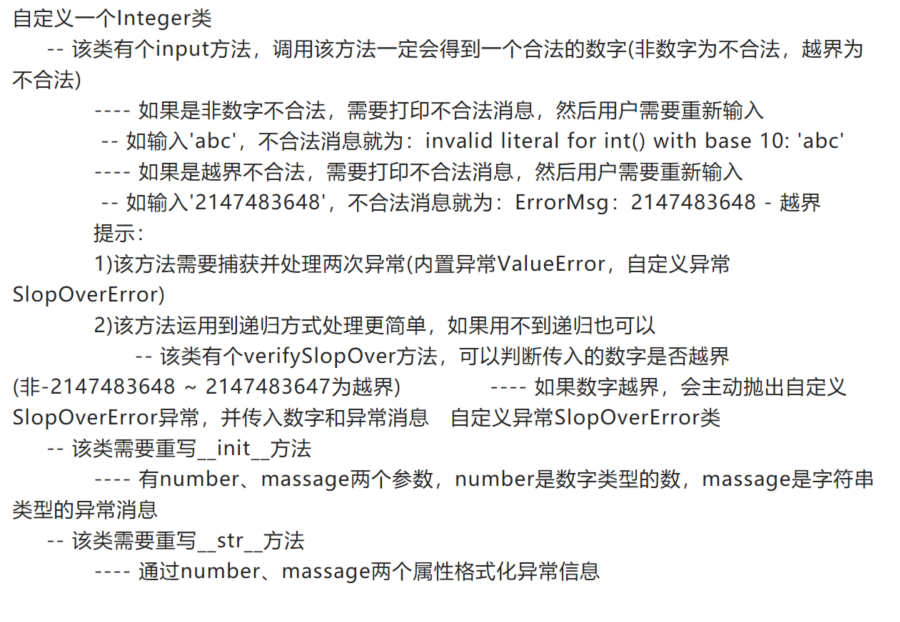 自定义一个Integer类
-- 该类有个input方法，调用该方法一定会得到一个合法的数字(非数字为不合法，越界为
不合法)
---- 如果是非数字不合法，需要打印不合法消息，然后用户需要重新输入
-- 如输入'abc'，不合法消息就为：invalid literal for int() with base 10: 'abc'
---- 如果是越界不合法，需要打印不合法消息，然后用户需要重新输入
-- 如输入'2147483648'，不合法消息就为：ErrorMsg：2147483648 - 越界
提示：
1)该方法需要捕获并处理两次异常(内置异常ValueError，自定义异常
SlopOverError)
2)该方法运用到递归方式处理更简单，如果用不到递归也可以
-- 该类有个verifySlopOver方法，可以判断传入的数字是否越界
(非-2147483648 ~ 2147483647为越界) ---- 如果数字越界，会主动抛出自定义
SlopOverError异常，并传入数字和异常消息 自定义异常SlopOverError类
-- 该类需要重写__init__方法
---- 有number、massage两个参数，number是数字类型的数，massage是字符串
类型的异常消息
-- 该类需要重写__str__方法
---- 通过number、massage两个属性格式化异常信息